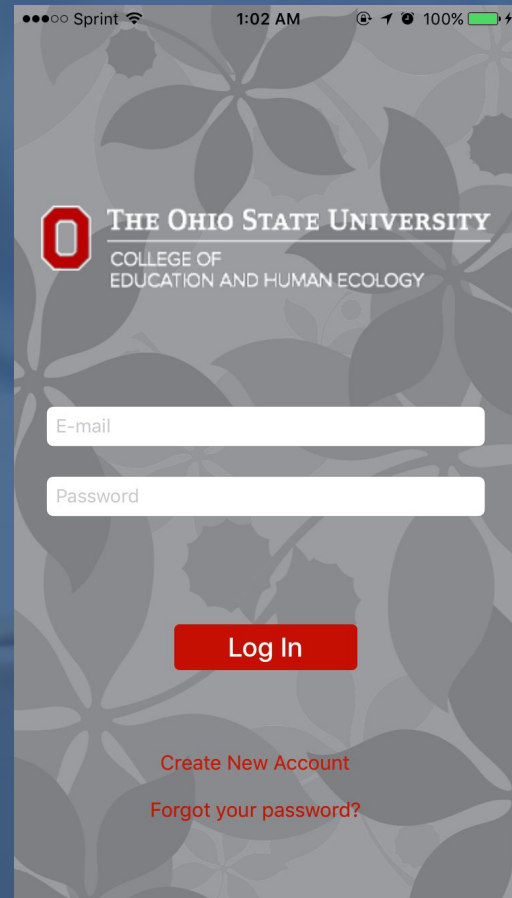 Sprint 1:02 AM 100%
THE OHIO STATE UNIVERSITY
COLLEGE OF
EDUCATION AND HUMAN ECOLOGY
E-mail
Password
Log In
Create New Account
Forgot your password?